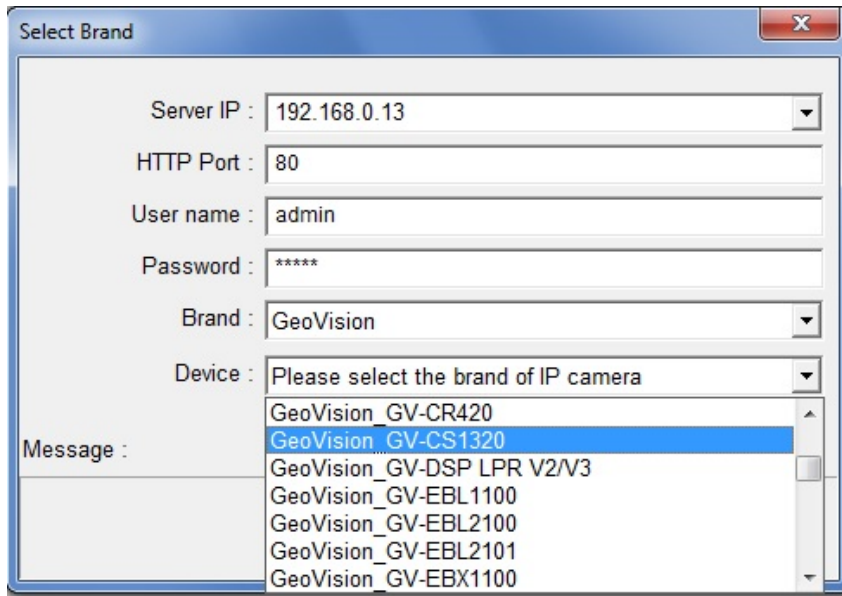 Select Brand
Server IP : 192.168.0.13
HTTP Port : 80
User name : admin
Password : *****
Brand : GeoVision
Device : Please select the brand of IP camera
GeoVision_GV-CR420
GeoVision_GV-CS1320
Message :
GeoVision_GV-DSP LPR V2/V3
GeoVision_GV-EBL1100
GeoVision_GV-EBL2100
GeoVision_GV-EBL2101
GeoVision_GV-EBX1100